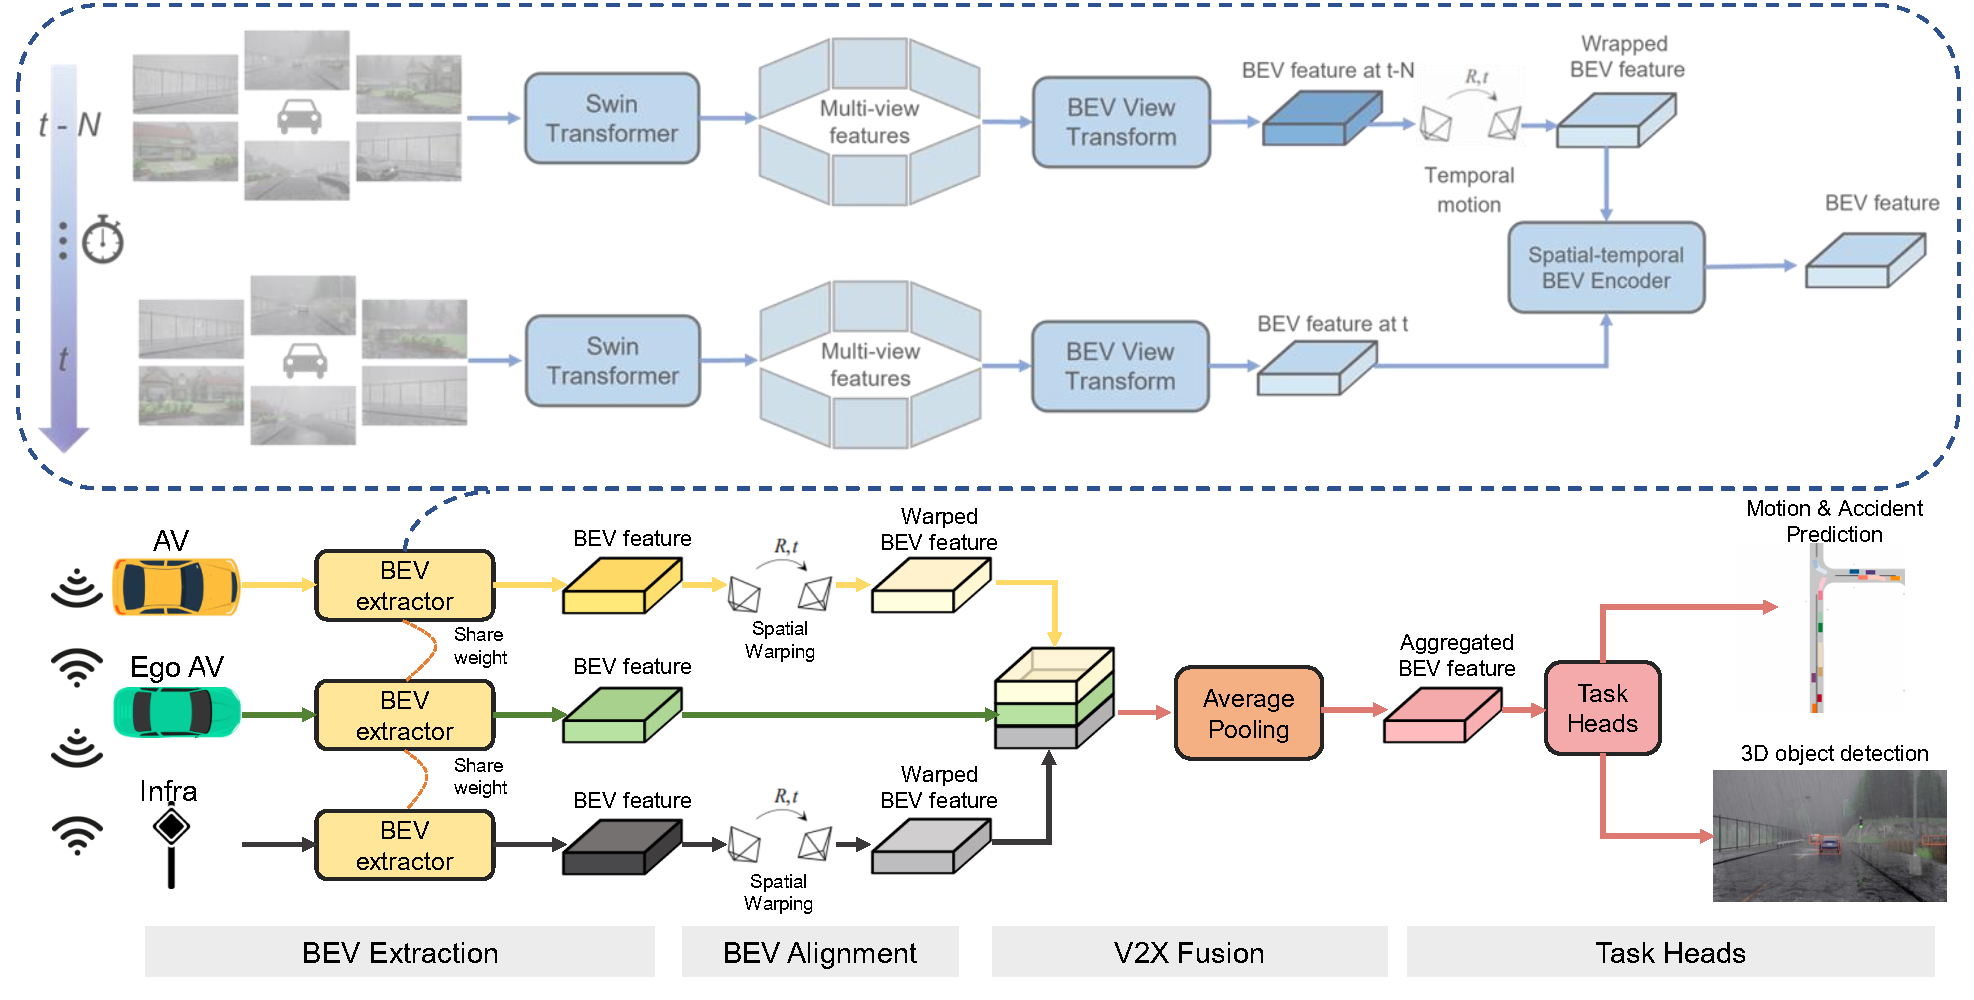 t - N
Swin
Transformer
Multi-view
features
BEV View
Transform
BEV feature at t-N
R,t
Temporal
motion
Wrapped
BEV feature
Spatial-temporal
BEV Encoder
BEV feature
t
Swin
Transformer
Multi-view
features
BEV View
Transform
BEV feature at t
AV
BEV
extractor
BEV feature
R,t
Spatial
Warping
Warped
BEV feature
Share
weight
Ego AV
BEV
extractor
BEV feature
Share
weight
Infra
BEV
extractor
BEV feature
R,t
Spatial
Warping
Warped
BEV feature
Average
Pooling
Aggregated
BEV feature
Task
Heads
Motion & Accident
Prediction
3D object detection
BEV Extraction
BEV Alignment
V2X Fusion
Task Heads